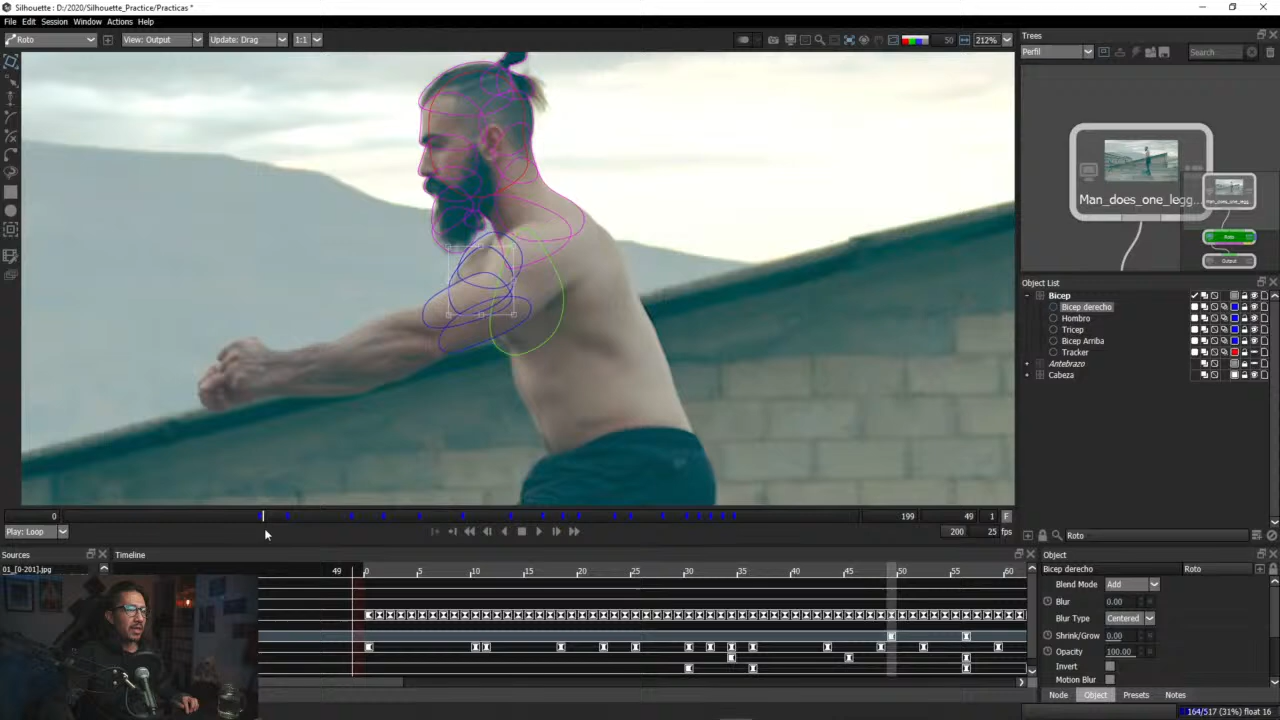 Silhouette : D:/2020/Silhouette_Practice/Practicas *
File Edit Session Window Actions Help
Roto View: Output Update: Drag 1:1 50 212%
Trees
Perfil Search
Man_does_one_legg...
Man_does_one_legg...
Roto
Output
Object List
Bicep
Bicep derecho
Hombro
Tricep
Bicep Arriba
Tracker
Antebrazo
Cabeza
0 199 49 1 F
Play: Loop 200 25 fps
Roto
Sources Timeline Object
01_[0-201].jpg 49 0 5 10 15 20 25 30 35 40 45 50 55 60
Bicep derecho Roto
Blend Mode Add
Blur 0.00
Blur Type Centered
Shrink/Grow 0.00
Opacity 100.00
Invert
Motion Blur
Node Object Presets Notes
164/517 (31%) float 16